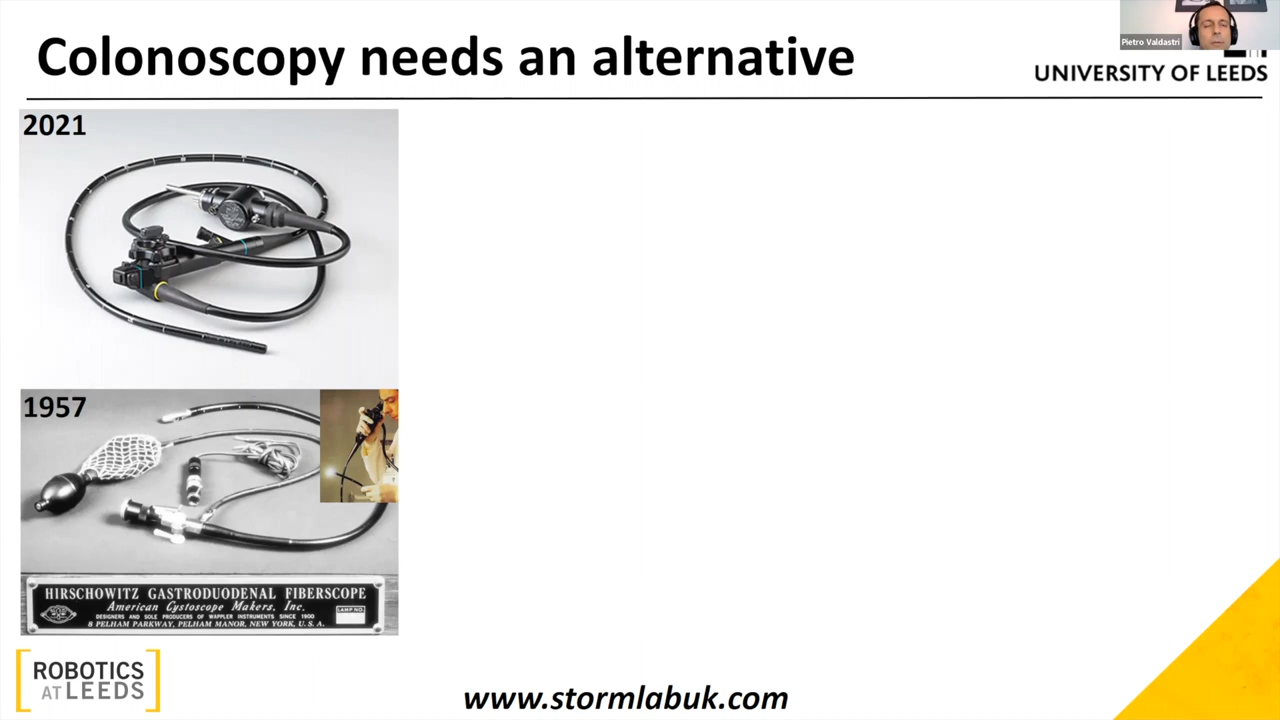 Colonoscopy needs an alternative
Pietro Valdastri
UNIVERSITY OF LEEDS
2021
1957
HIRSCHOWITZ GASTRODUODENAL FIBERSCOPE
American Cystoscope Makers, Inc.
DESIGNERS AND SOLE PRODUCERS OF WAPPLER INSTRUMENTS SINCE 1900
8 PELHAM PARKWAY, PELHAM MANOR, NEW YORK, U. S. A.
LAMP NO.
ROBOTICS
AT LEEDS
www.stormlabuk.com